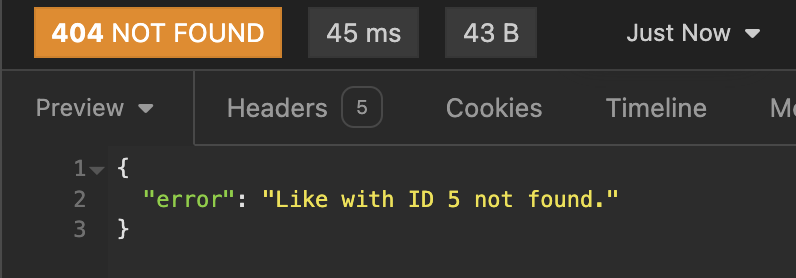 404 NOT FOUND 45 ms 43 B Just Now
Preview Headers 5 Cookies Timeline
1 {
2 "error": "Like with ID 5 not found."
3 }